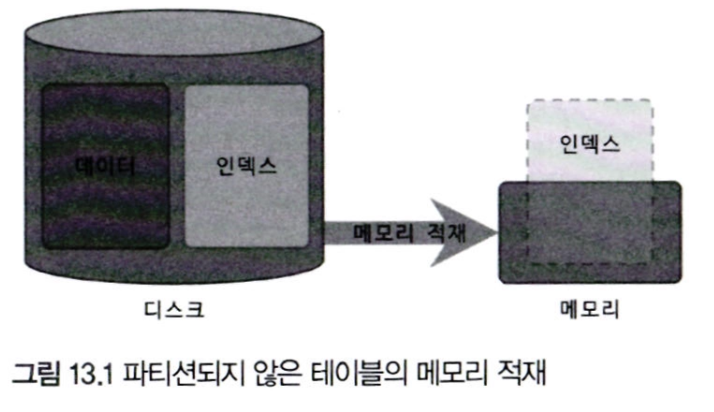 데이터
인덱스
인덱스
메모리 적재
디스크
메모리
그림 13.1 파티션되지 않은 테이블의 메모리 적재